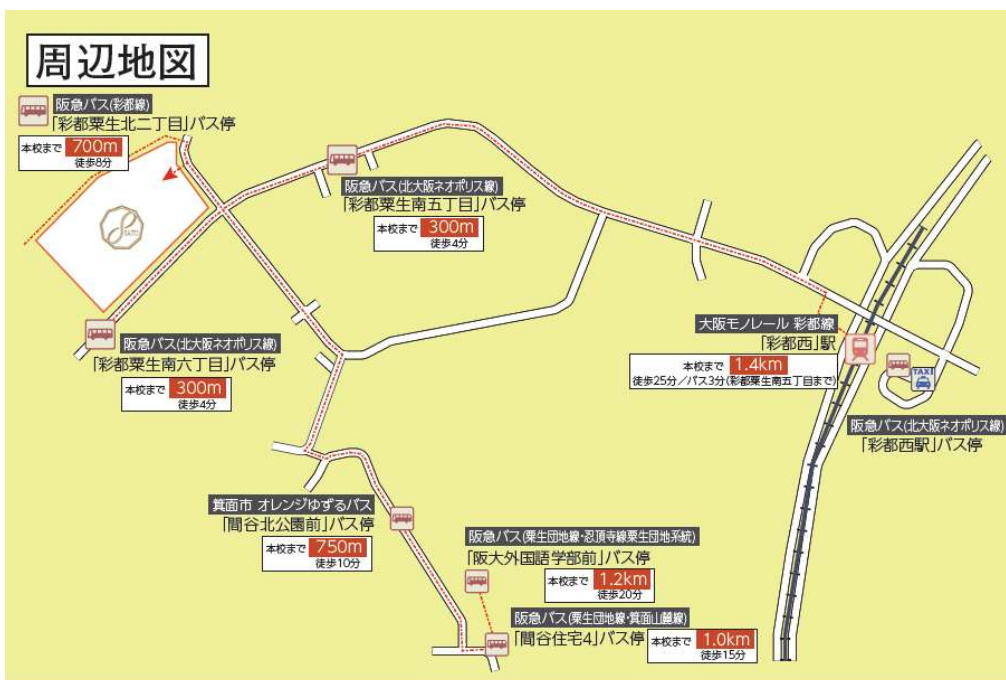 周辺地図
阪急バス(彩都線)
「彩都粟生北二丁目」バス停
本校まで 700m
徒歩8分
阪急バス(北大阪ネオポリス線)
「彩都粟生南五丁目」バス停
本校まで 300m
徒歩4分
大阪モノレール 彩都線
「彩都西」駅
本校まで 1.4km
徒歩25分/バス3分(彩都粟生南五丁目まで)
阪急バス(北大阪ネオポリス線)
「彩都粟生南六丁目」バス停
本校まで 300m
徒歩4分
TAXI
阪急バス(北大阪ネオポリス線)
「彩都西駅」バス停
箕面市 オレンジゆずるバス
「間谷北公園前」バス停
本校まで 750m
徒歩10分
阪急バス(粟生団地線・忍頂寺線粟生団地系統)
「阪大外国語学部前」バス停
本校まで 1.2km
徒歩20分
阪急バス(粟生団地線・箕面山麓線)
「間谷住宅4」バス停
本校まで 1.0km
徒歩15分